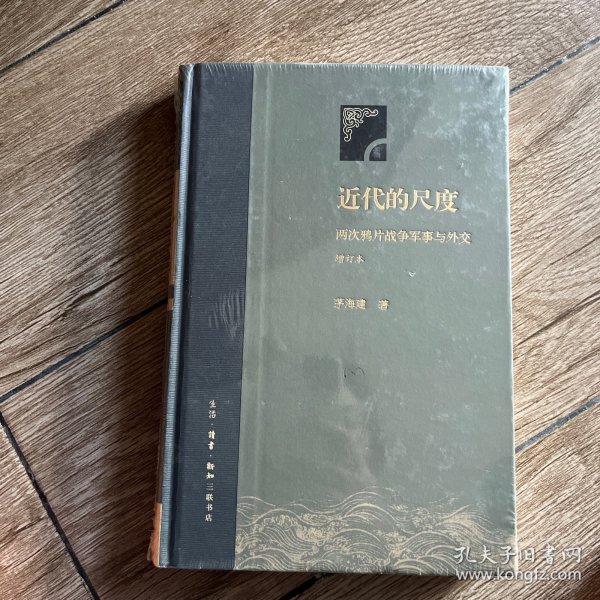 近代的尺度
两次鸦片战争军事与外交
增订本
茅海建 著
生活·讀書·新知三联书店
孔夫子旧书网
www.kongfz.com